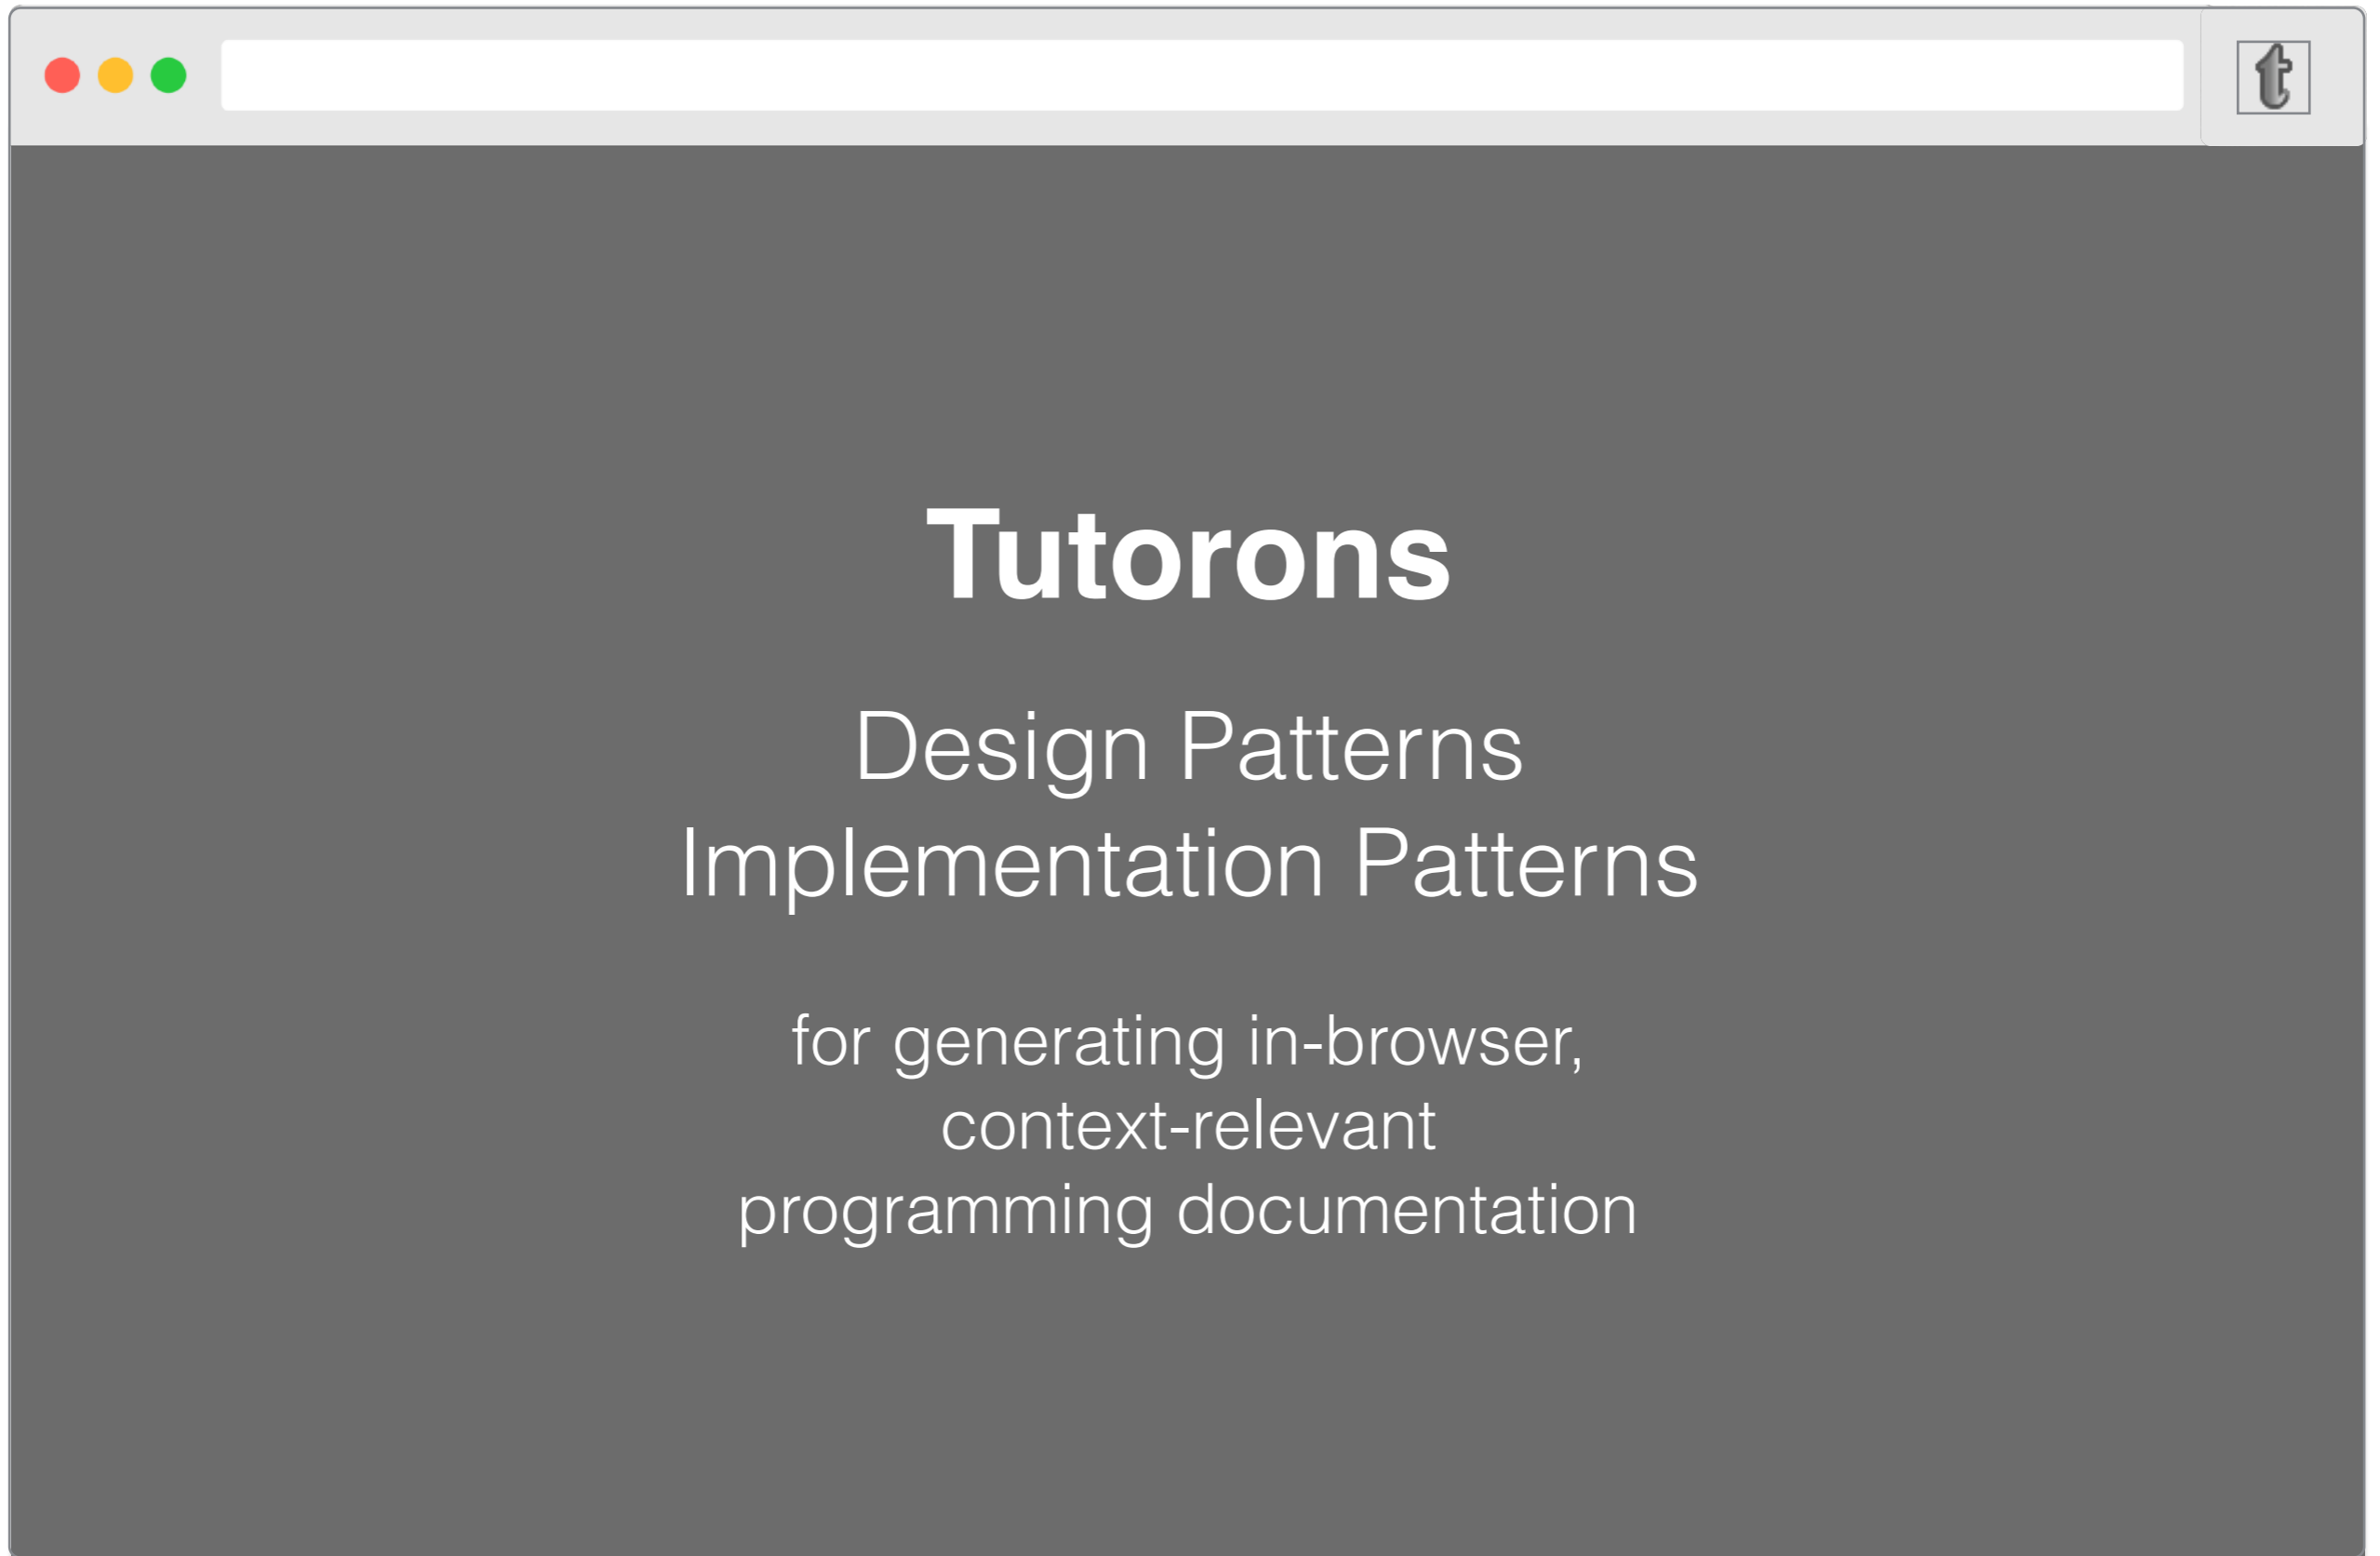 t
Tutorons
Design Patterns
Implementation Patterns
for generating in-browser,
context-relevant
programming documentation